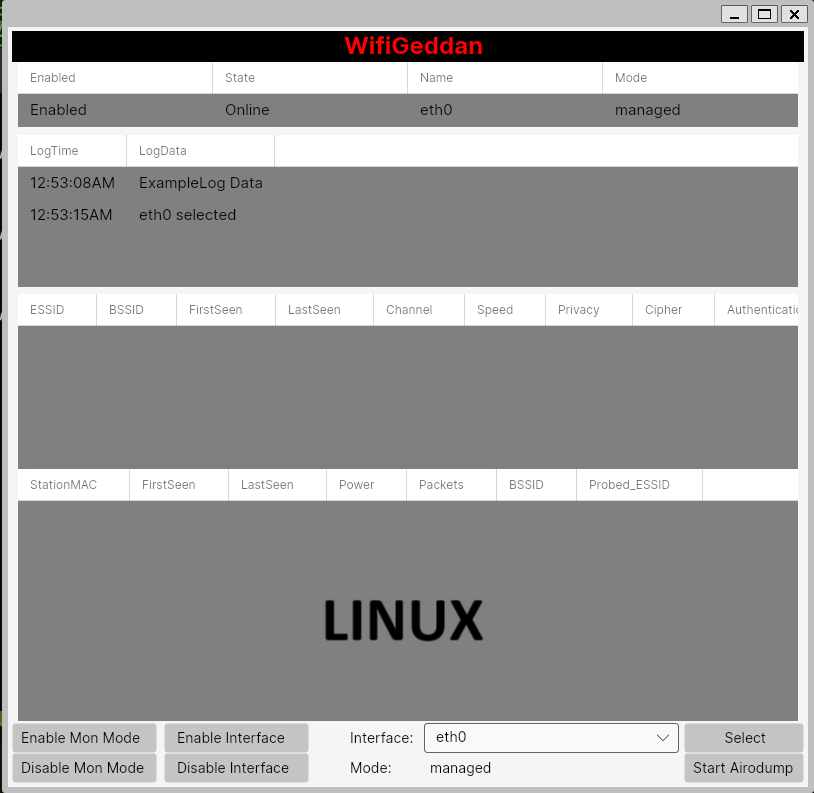 WifiGeddan
Enabled State Name Mode
Enabled Online eth0 managed
LogTime LogData
12:53:08AM ExampleLog Data
12:53:15AM eth0 selected
ESSID BSSID FirstSeen LastSeen Channel Speed Privacy Cipher Authenticatio
StationMAC FirstSeen LastSeen Power Packets BSSID Probed_ESSID
LINUX
Enable Mon Mode Enable Interface Interface: eth0 Select
Disable Mon Mode Disable Interface Mode: managed Start Airodump